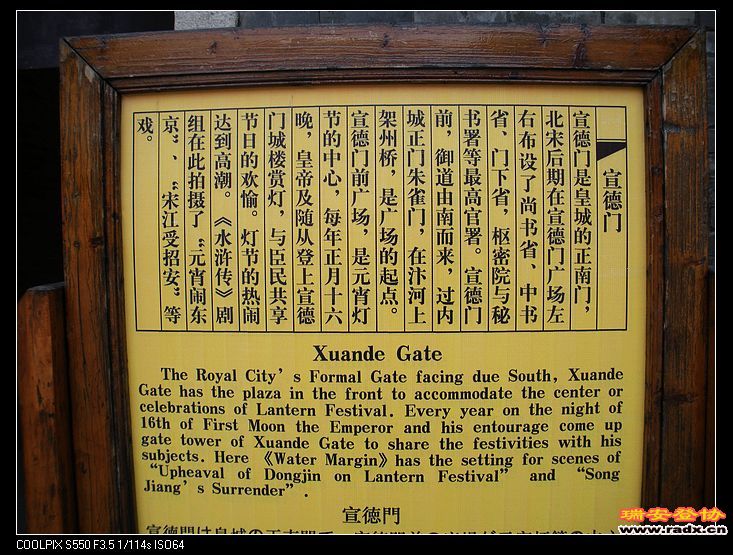 宣德门
宣德门是皇城的正南门，
北宋后期在宣德门广场左
右布设了尚书省、中书
省、门下省，枢密院与秘
书署等最高官署。宣德门
前，御道由南而来，过内
城正门朱雀门，在汴河上
架州桥，是广场的起点。
宣德门前广场，是元宵灯
节的中心，每年正月十六
晚，皇帝及随从登上宣德
门城楼赏灯，与臣民共享
节日的欢愉。灯节的热闹
达到高潮。《水浒传》剧
组在此拍摄了“元宵闹东
京”、“宋江受招安”等
戏。
Xuande Gate
The Royal City's Formal Gate facing due South, Xuande
Gate has the plaza in the front to accommodate the center or
celebrations of Lantern Festival. Every year on the night of
16th of First Moon the Emperor and his entourage come up
gate tower of Xuande Gate to share the festivities with his
subjects. Here 《Water Margin》has the setting for scenes of
“Upheaval of Dongjin on Lantern Festival” and “Song
Jiang's Surrender”.
宣德門
瑞安登协
www.radx.cn
COOLPIX S550 F3.5 1/114s ISO64